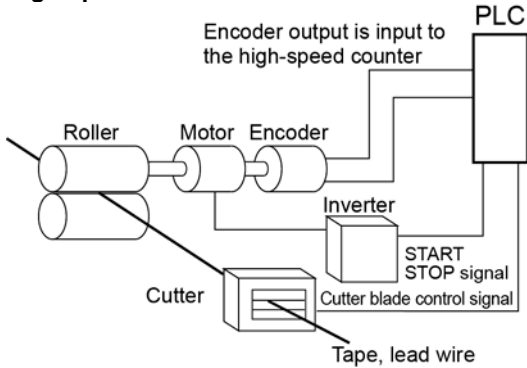 PLC
Encoder output is input to
the high-speed counter
Roller
Motor
Encoder
Inverter
START
STOP signal
Cutter
Cutter blade control signal
Tape, lead wire